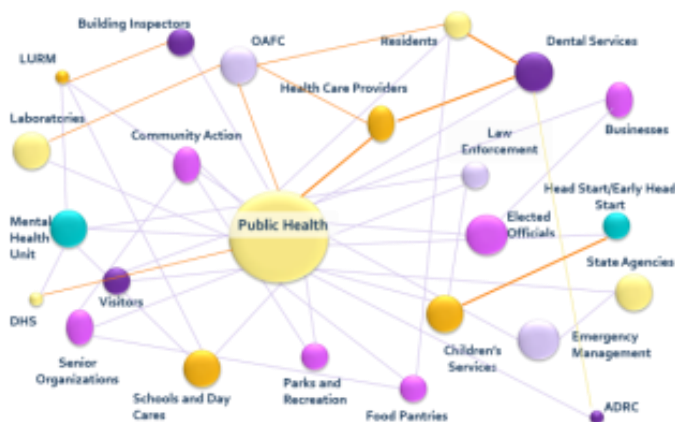 Building Inspectors
OAFC
Residents
Dental Services
LURM
Health Care Providers
Laboratories
Community Action
Law
Enforcement
Businesses
Public Health
Head Start/Early Head
Start
Mental
Health
Unit
Elected
Officials
State Agencies
Visitors
DHS
Senior
Organizations
Children's
Services
Emergency
Management
Schools and Day
Cares
Parks and
Recreation
Food Pantries
ADRC